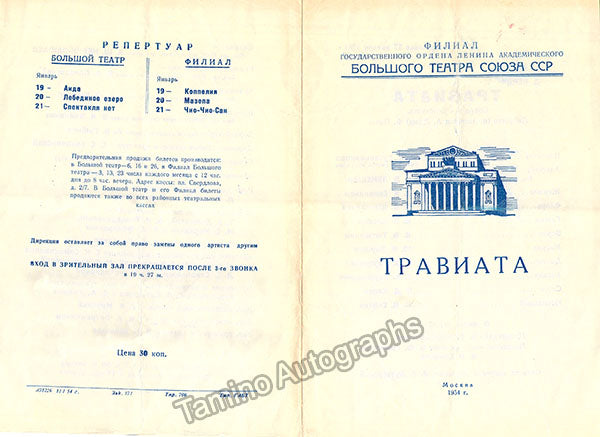 РЕПЕРТУАР
БОЛЬШОЙ ТЕАТР
Январь
19 — Аида
20 — Лебединое озеро
21 — Спектакля нет
ФИЛИАЛ
Январь
19 — Коппелия
20 — Мазепа
21 — Чио-Чио-Сан
Предварительная продажа билетов производится:
в Большой театр—6, 16 и 26, в Филиал Большого
театра—3, 13, 23 числа каждого месяца с 12 час.
дня до 8 час. вечера. Адрес кассы: пл. Свердлова,
д. 2/7. В Большой театр и его Филиал билеты
продаются также во всех районных театральных
кассах
Дирекция оставляет за собой право замены одного артиста другим
ВХОД В ЗРИТЕЛЬНЫЙ ЗАЛ ПРЕКРАЩАЕТСЯ ПОСЛЕ 3-го ЗВОНКА
в 19 ч. 27 м.
Цена 30 коп.
Зак. Тир.
ФИЛИАЛ
ГОСУДАРСТВЕННОГО ОРДЕНА ЛЕНИНА АКАДЕМИЧЕСКОГО
БОЛЬШОГО ТЕАТРА СОЮЗА ССР
ТРАВИАТА
Москва
1954 г.
Tamino Autographs